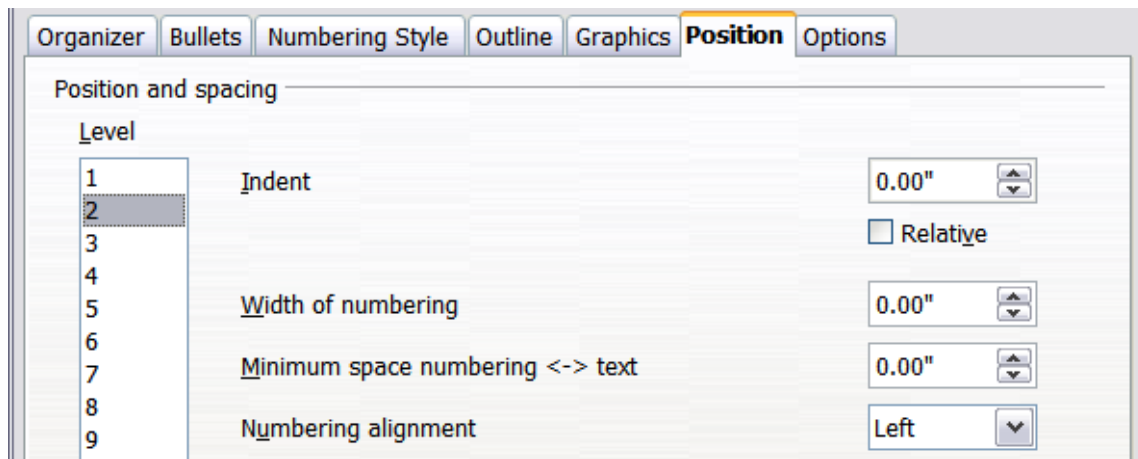 Organizer Bullets Numbering Style Outline Graphics Position Options
Position and spacing
Level
1 Indent 0.00"
2
Relative
3
4
5 Width of numbering 0.00"
6
7 Minimum space numbering <-> text 0.00"
8
9 Numbering alignment Left